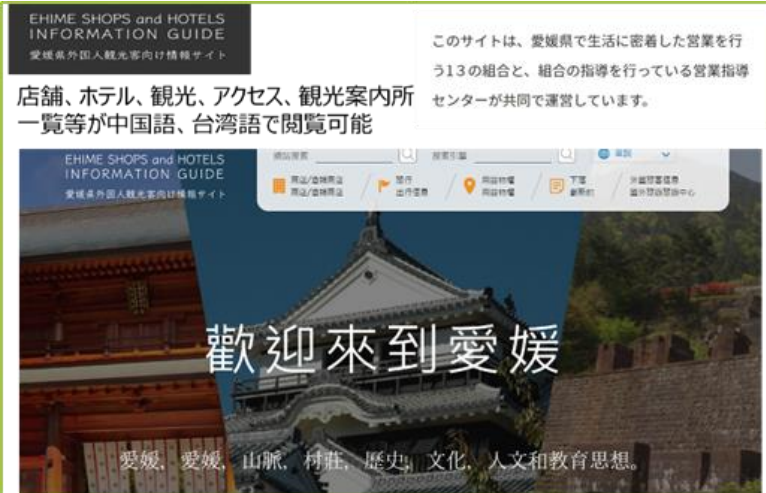 EHIME SHOPS and HOTELS
INFORMATION GUIDE
愛媛県外国人観光客向け情報サイト
このサイトは、愛媛県で生活に密着した営業を行
う13の組合と、組合の指導を行っている営業指導
センターが共同で運営しています。
店舗、ホテル、観光、アクセス、観光案内所
一覧等が中国語、台湾語で閲覧可能
EHIME SHOPS and HOTELS
INFORMATION GUIDE
愛媛県外国人観光客向け情報サイト
歡迎來到愛媛
愛媛, 愛媛, 山脈, 村莊, 歷史, 文化, 人文和教育思想。